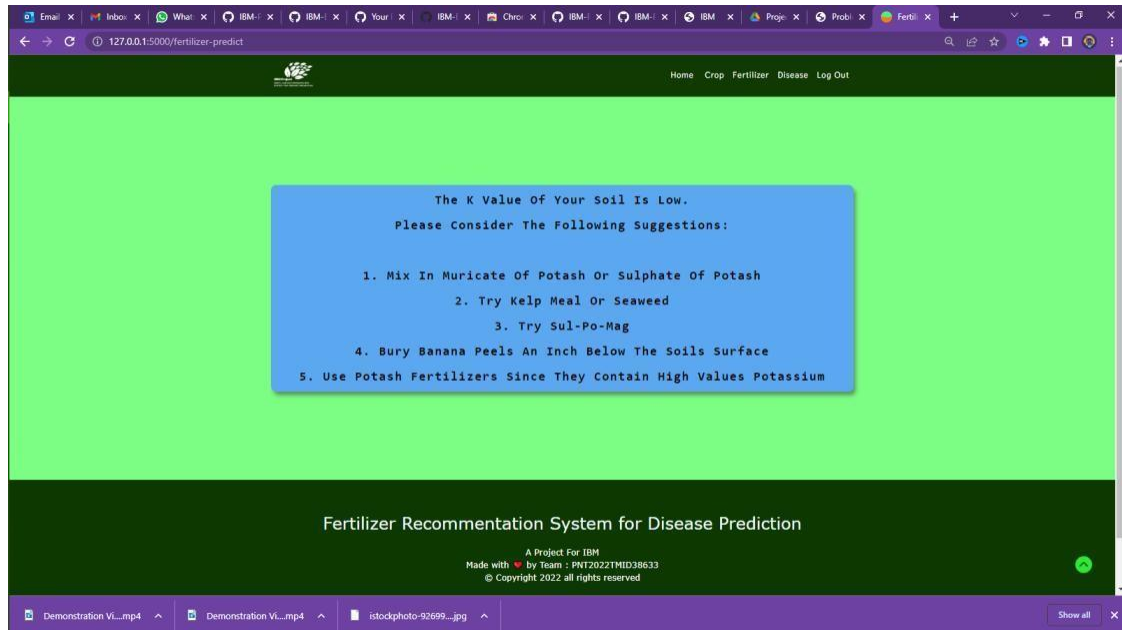 Email
Inbo
What
IBM-F
IBM-E
Your
IBM-I
Chro
IBM-I
IBM-I
IBM
Proje
Probl
Fertili
127.0.0.1:5000/fertilizer-predict
Home Crop Fertilizer Disease Log Out
The K Value Of Your Soil Is Low.
Please Consider The Following Suggestions:
1. Mix In Muricate Of Potash Or Sulphate Of Potash
2. Try Kelp Meal Or Seaweed
3. Try Sul-Po-Mag
4. Bury Banana Peels An Inch Below The Soils Surface
5. Use Potash Fertilizers Since They Contain High Values Potassium
Fertilizer Recommentation System for Disease Prediction
A Project For IBM
Made with ❤ by Team : PNT2022TMID38633
© Copyright 2022 all rights reserved
Demonstration Vi....mp4
Demonstration Vi....mp4
istockphoto-92699....jpg
Show all